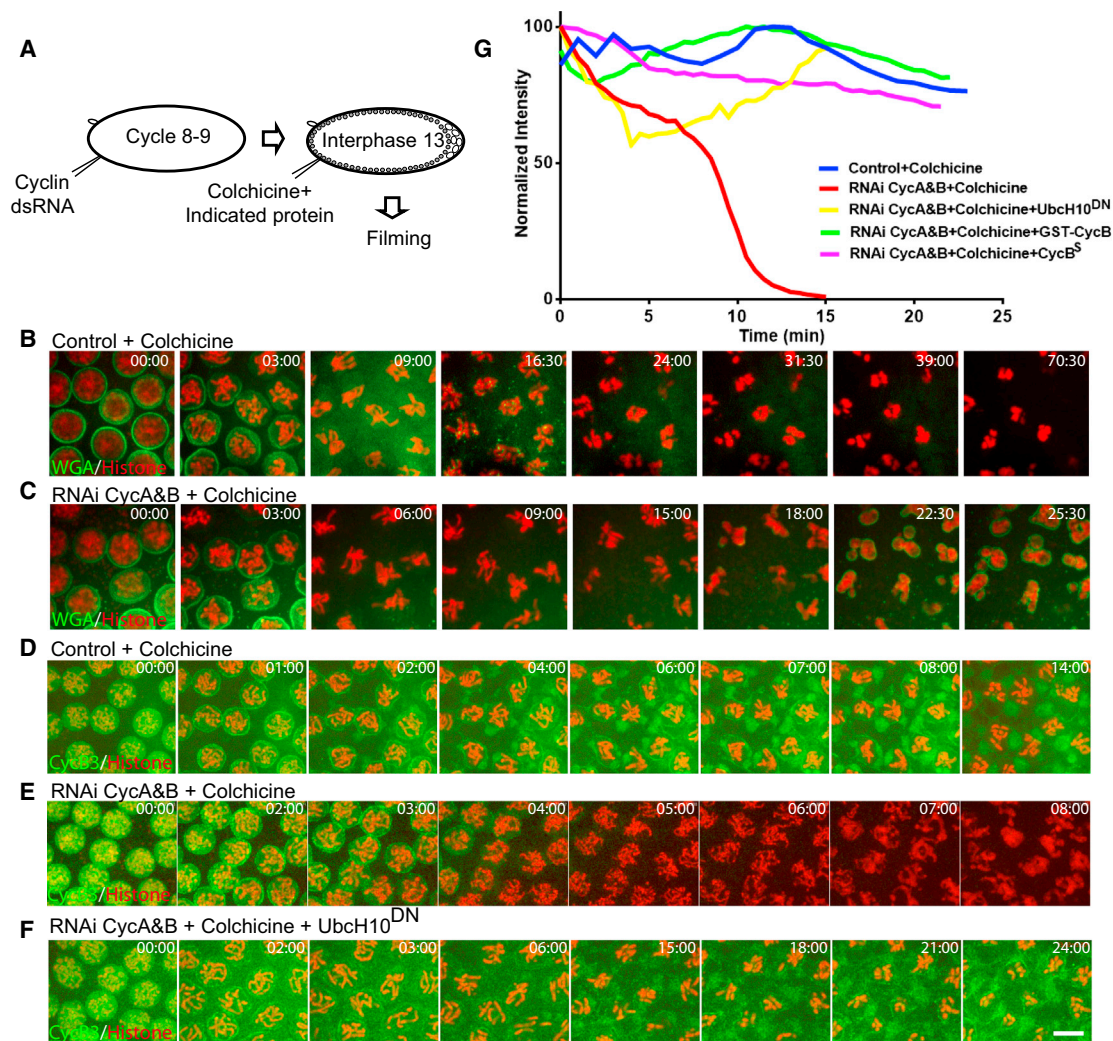 A
Cycle 8-9
Interphase 13
Cyclin
dsRNA
Colchicine+
Indicated protein
Filming
G
Normalized Intensity
100
50
0
0 5 10 15 20 25
Time (min)
Control+Colchicine
RNAi CycA&B+Colchicine
RNAi CycA&B+Colchicine+UbcH10DN
RNAi CycA&B+Colchicine+GST-CycB
RNAi CycA&B+Colchicine+CycBS
B Control + Colchicine
00:00 03:00 09:00 16:30 24:00 31:30 39:00 70:30
WGA/Histone
C RNAi CycA&B + Colchicine
00:00 03:00 06:00 09:00 15:00 18:00 22:30 25:30
WGA/Histone
D Control + Colchicine
00:00 01:00 02:00 04:00 06:00 07:00 08:00 14:00
CycB3/Histone
E RNAi CycA&B + Colchicine
00:00 02:00 03:00 04:00 05:00 06:00 07:00 08:00
CycB3/Histone
F RNAi CycA&B + Colchicine + UbcH10DN
00:00 02:00 03:00 06:00 15:00 18:00 21:00 24:00
CycB3/Histone